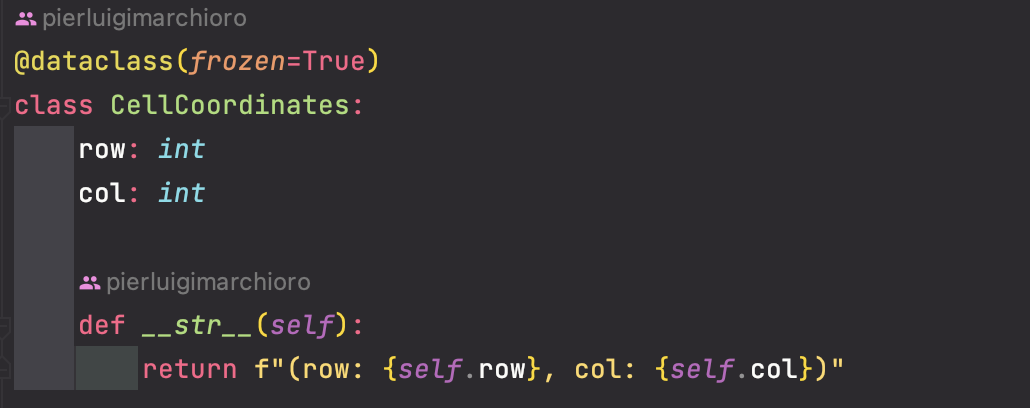 pierluigimarchioro
@dataclass(frozen=True)
class CellCoordinates:
    row: int
    col: int

    pierluigimarchioro
    def __str__(self):
        return f"(row: {self.row}, col: {self.col})"